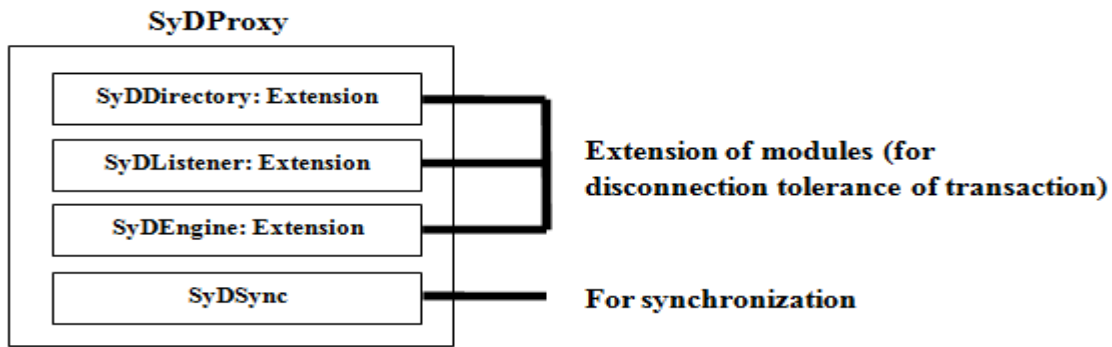 SyDProxy
SyDDirectory: Extension
SyDListener: Extension
SyDEngine: Extension
SyDSync
Extension of modules (for
disconnection tolerance of transaction)
For synchronization